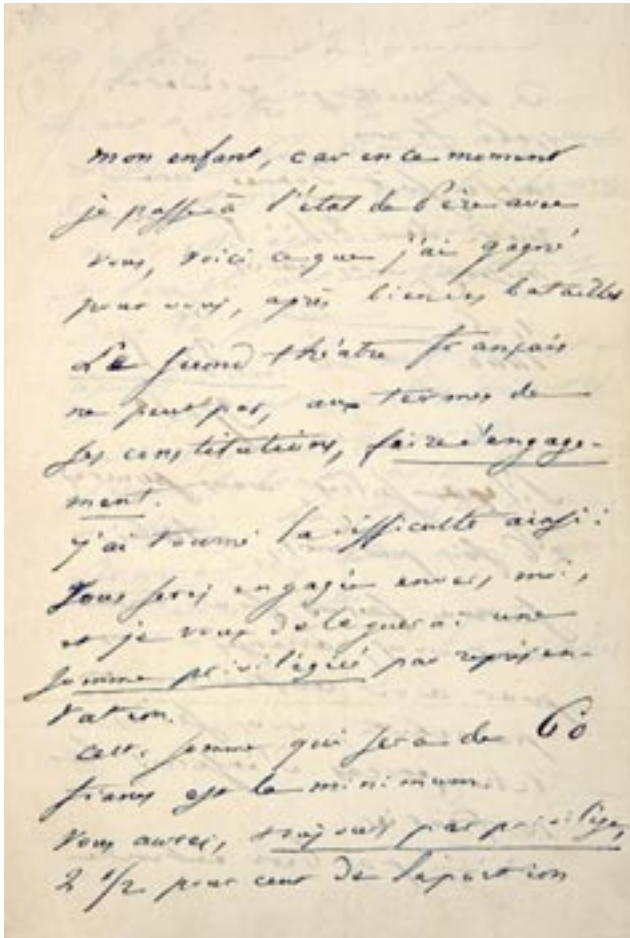 mon enfant, car en ce moment
je passe à l'état de Père avec
vous, voici ce que j'ai gagné
pour vous, après bien des batailles
Le second théâtre français
ne peut pas, aux termes de
ses constitutions, faire d'engage-
ment.
J'ai tourné la difficulté ainsi :
Vous serez engagée envers moi,
et je vous déléguerai une
somme privilégiée par représen-
tation.
cette somme qui sera de 60
francs est le minimum
Vous aurez, toujours par privilège,
2 1/2 pour cent de la portion